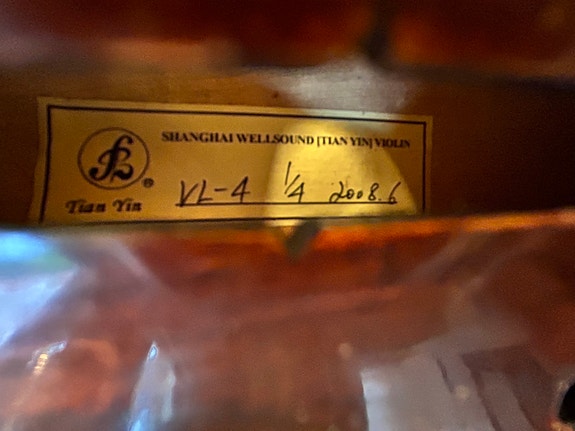 SHANGHAI WELLSOUND [TIAN YIN] VIOLIN
VL-4 1/4 2008.6
®
Tian Yin